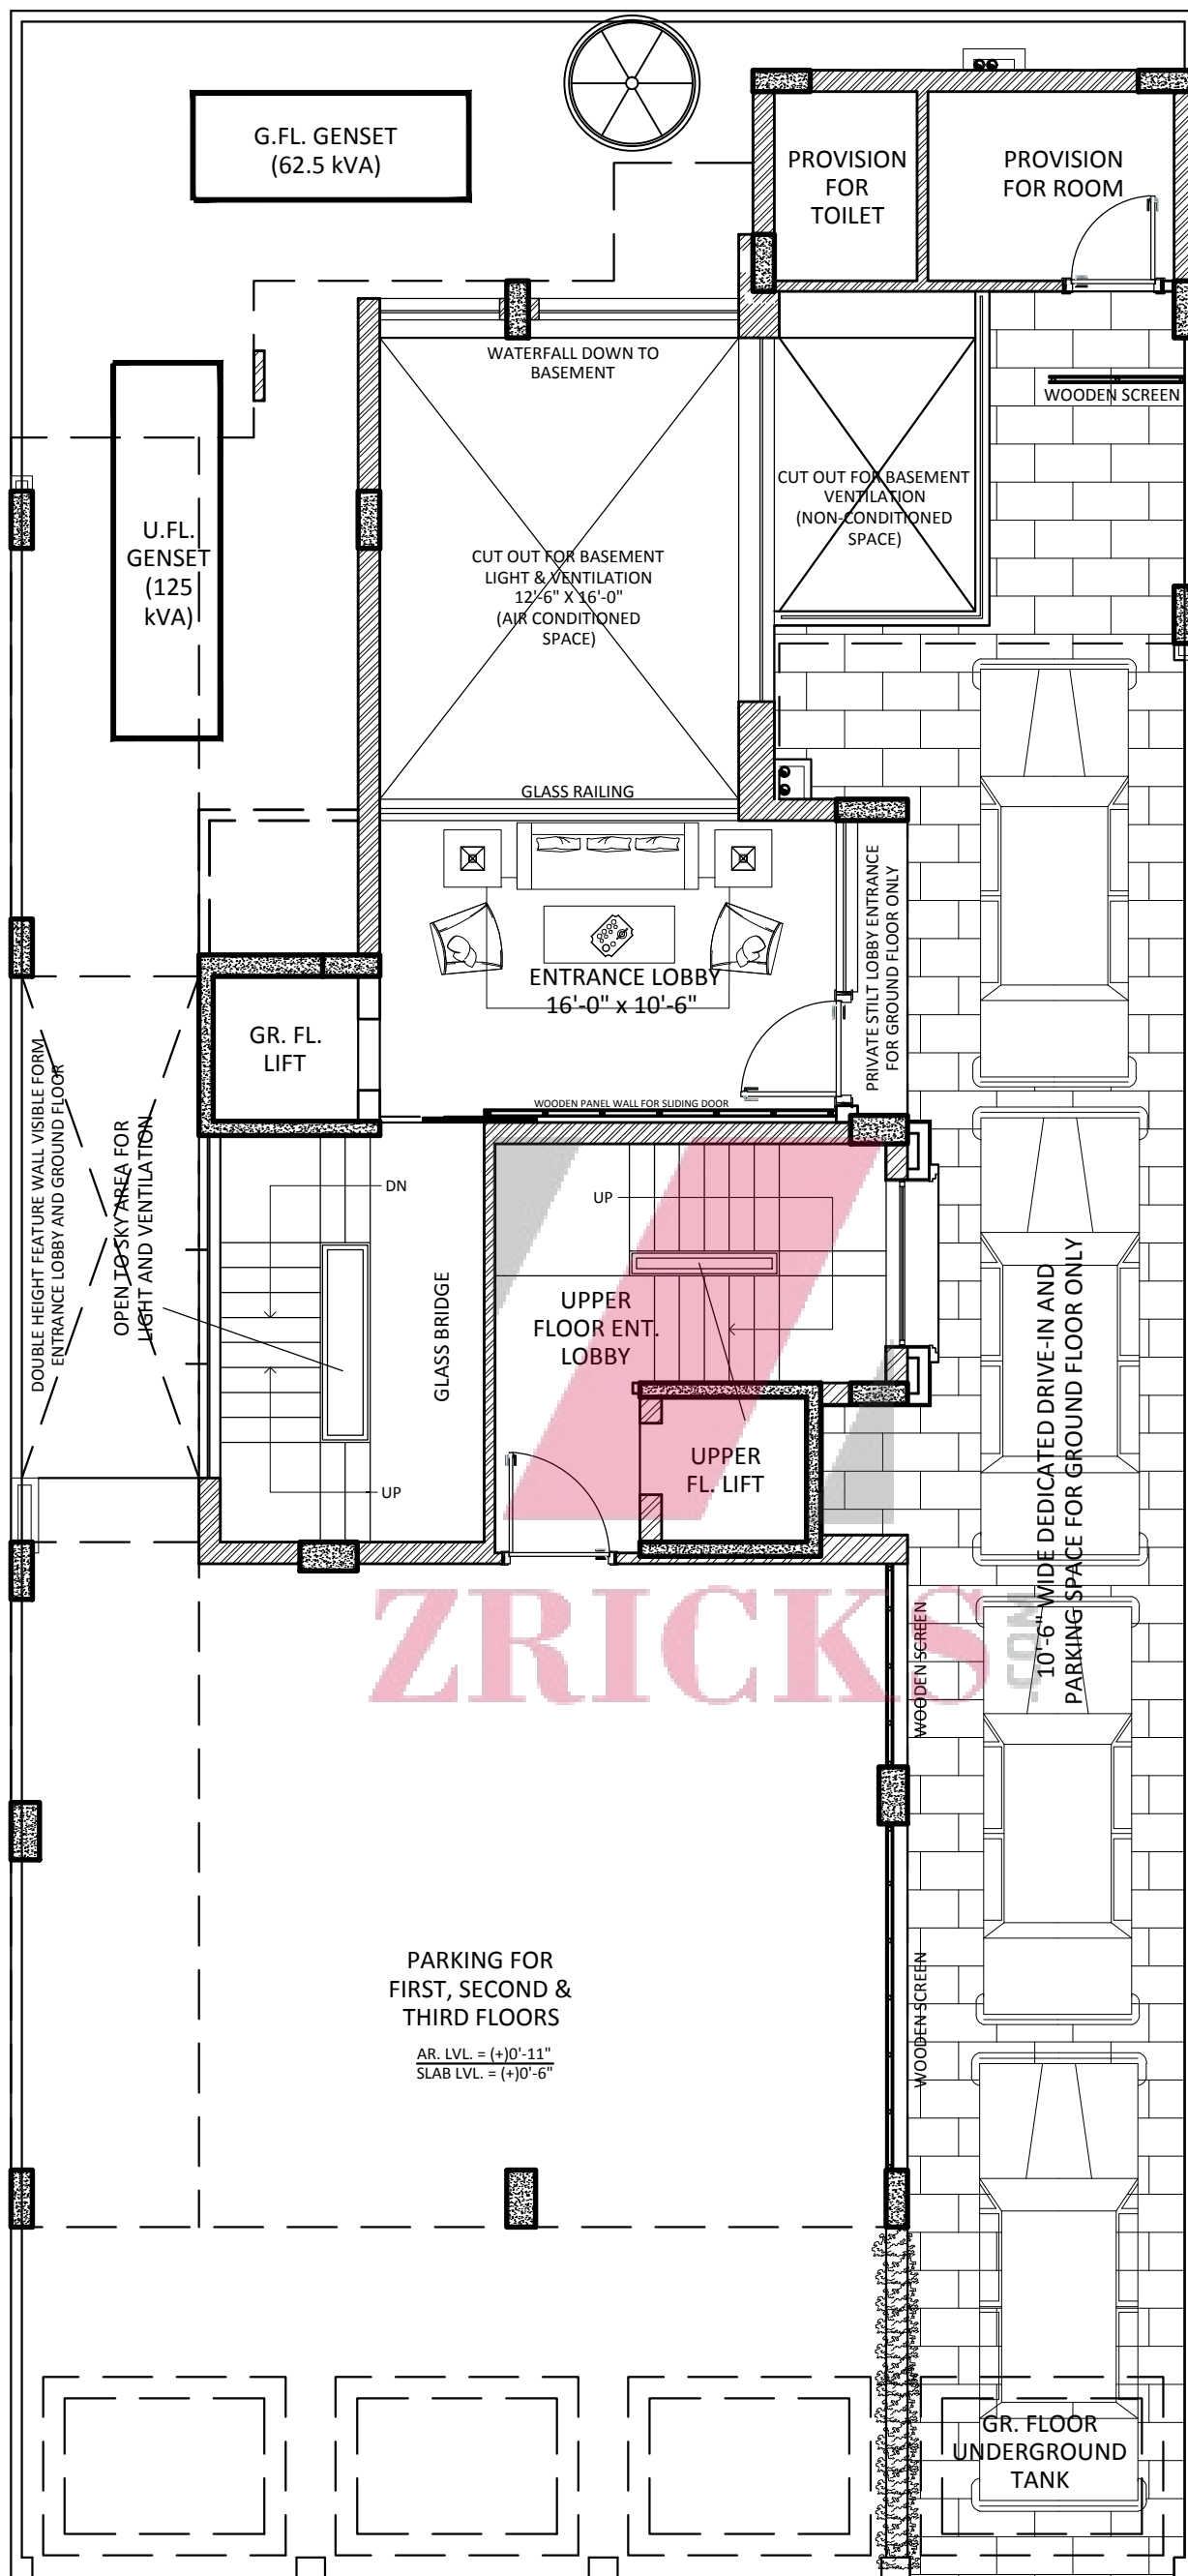 G.FL. GENSET
(62.5 kVA)
PROVISION
FOR
TOILET
PROVISION
FOR ROOM
WATERFALL DOWN TO
BASEMENT
WOODEN SCREEN
U.FL.
GENSET
(125
kVA)
CUT OUT FOR BASEMENT
VENTILATION
(NON-CONDITIONED
SPACE)
CUT OUT FOR BASEMENT
LIGHT & VENTILATION
12'-6" X 16'-0"
(AIR CONDITIONED
SPACE)
GLASS RAILING
PRIVATE STILT LOBBY ENTRANCE
FOR GROUND FLOOR ONLY
ENTRANCE LOBBY
16'-0" x 10'-6"
GR. FL.
LIFT
WOODEN PANEL WALL FOR SLIDING DOOR
DOUBLE HEIGHT FEATURE WALL VISIBLE FORM
ENTRANCE LOBBY AND GROUND FLOOR
OPEN TO SKY AREA FOR
LIGHT AND VENTILATION
DN
UP
GLASS BRIDGE
UP
UPPER
FLOOR ENT.
LOBBY
UPPER
FL. LIFT
10'-6" WIDE DEDICATED DRIVE-IN AND
PARKING SPACE FOR GROUND FLOOR ONLY
ZRICKS
.COM
WOODEN SCREEN
WOODEN SCREEN
PARKING FOR
FIRST, SECOND &
THIRD FLOORS
AR. LVL. = (+)0'-11"
SLAB LVL. = (+)0'-6"
GR. FLOOR
UNDERGROUND
TANK